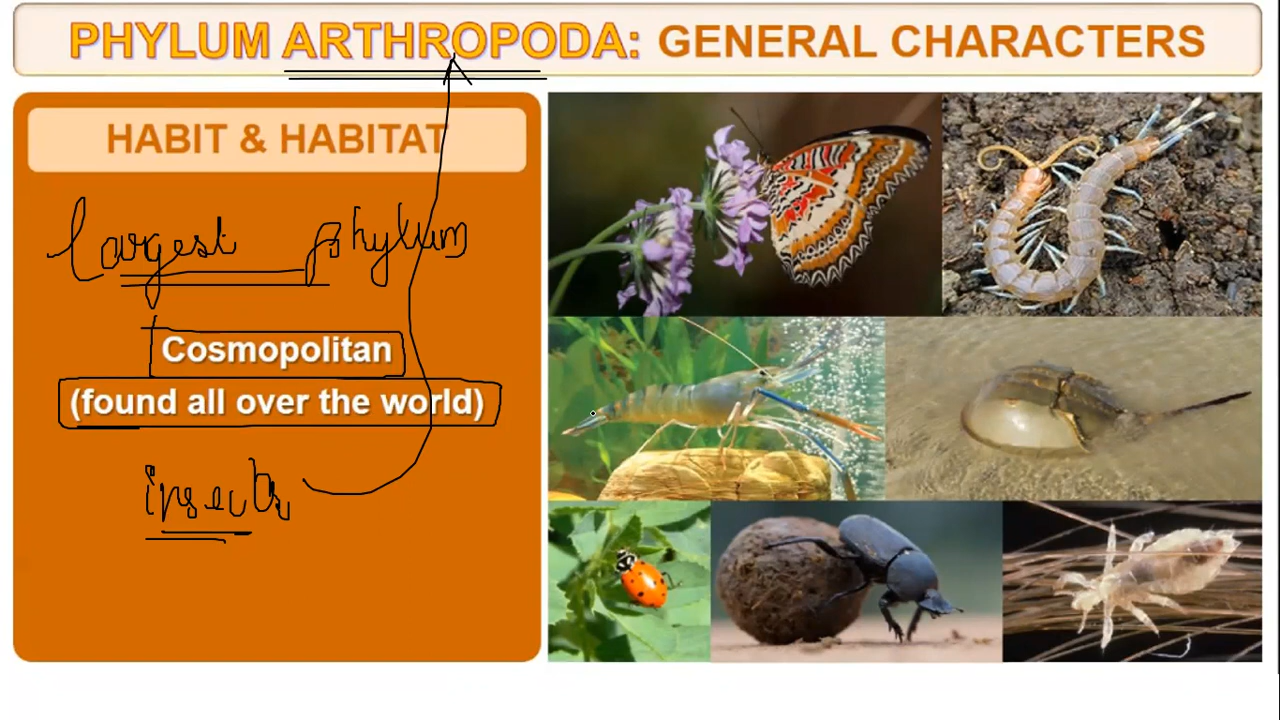 PHYLUM ARTHROPODA: GENERAL CHARACTERS
HABIT & HABITAT
largest phylum
Cosmopolitan
(found all over the world)
insects